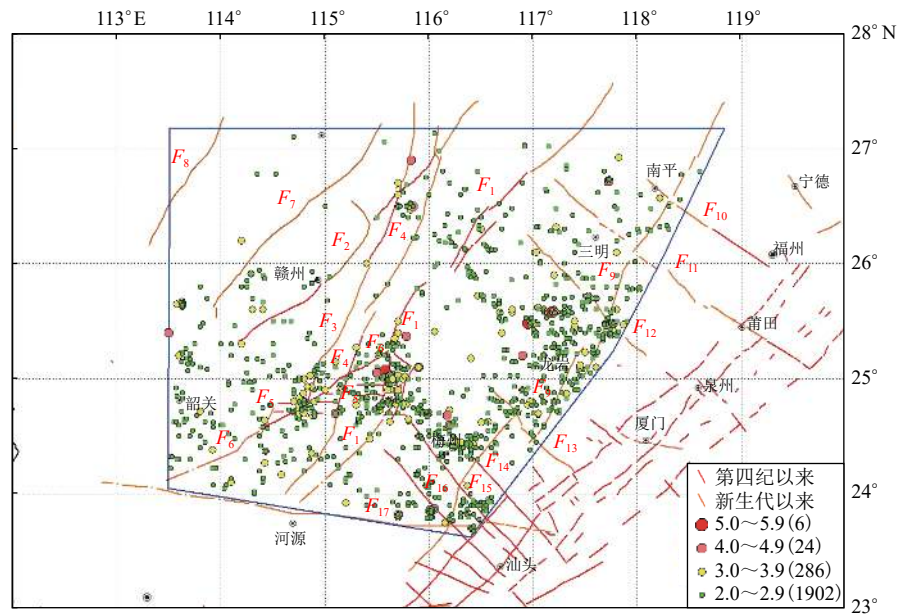 113°E 114° 115° 116° 117° 118° 119°
28°N
F8
27°
F1
南平
宁德
F7
F10
F2
F4
三明
福州
F11
赣州
F9
26°
F3
F1
F12
莆田
F4
龙岩
25°
F5
泉州
韶关
F1
厦门
梅州
F6
F13
F14
F16
F15
24°
F17
河源
汕头
23°
第四纪以来
新生代以来
5.0～5.9(6)
4.0～4.9(24)
3.0～3.9(286)
2.0～2.9(1902)